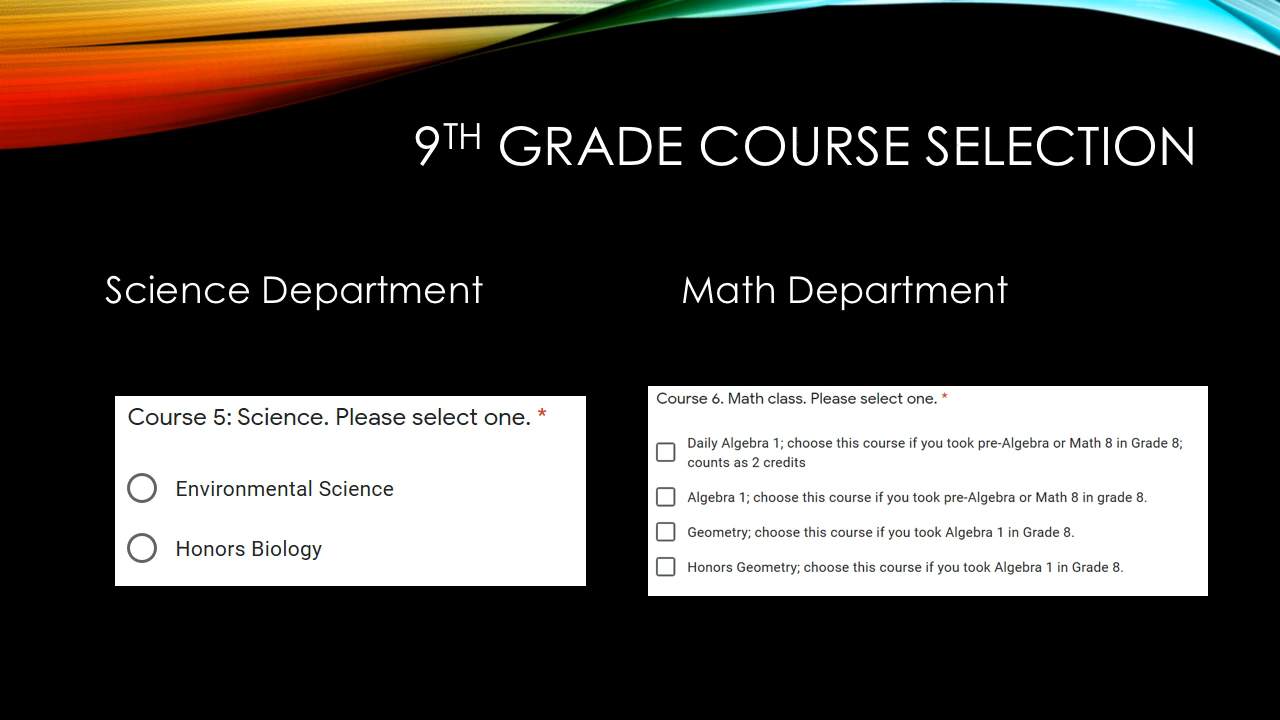 9TH GRADE COURSE SELECTION
Science Department
Course 5: Science. Please select one. *
Environmental Science
Honors Biology
Math Department
Course 6. Math class. Please select one. *
Daily Algebra 1; choose this course if you took pre-Algebra or Math 8 in Grade 8;
counts as 2 credits
Algebra 1; choose this course if you took pre-Algebra or Math 8 in grade 8.
Geometry; choose this course if you took Algebra 1 in Grade 8.
Honors Geometry; choose this course if you took Algebra 1 in Grade 8.